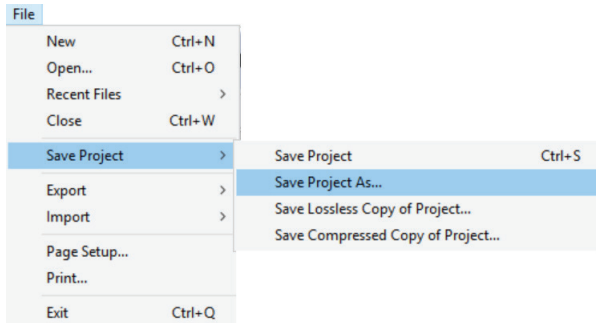 File
New Ctrl+N
Open... Ctrl+O
Recent Files >
Close Ctrl+W
Save Project >
Export >
Import >
Page Setup...
Print...
Exit Ctrl+Q
Save Project Ctrl+S
Save Project As...
Save Lossless Copy of Project...
Save Compressed Copy of Project...